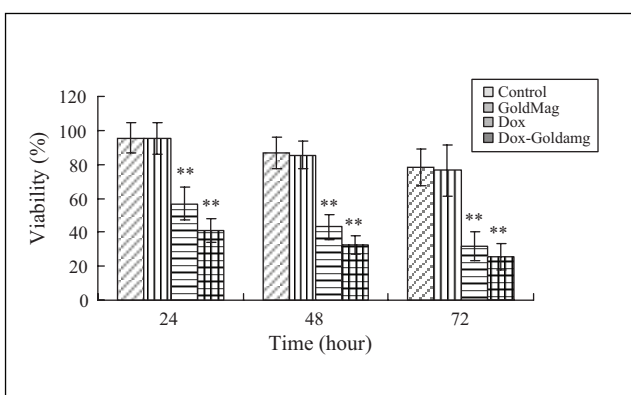 Control
GoldMag
Dox
Dox-Goldamg
120
100
80
60
40
20
0
Viability (%)
** **
** **
** **
24 48 72
Time (hour)